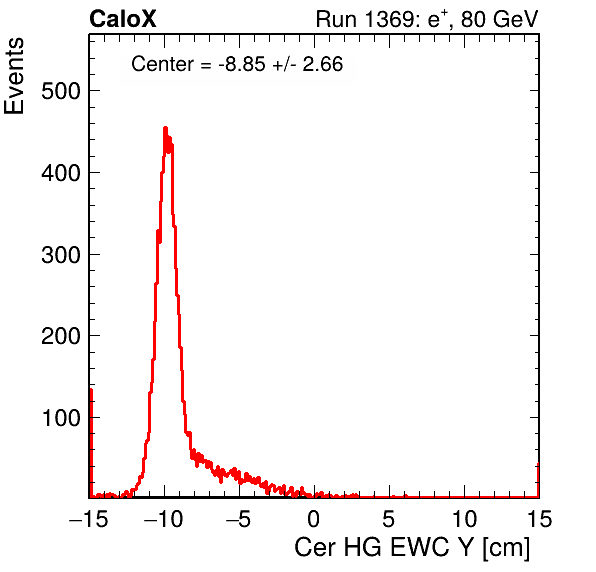 CaloX Run 1369: e+, 80 GeV
Center = -8.85 +/- 2.66
Events
500
400
300
200
100
−15 −10 −5 0 5 10 15
Cer HG EWC Y [cm]